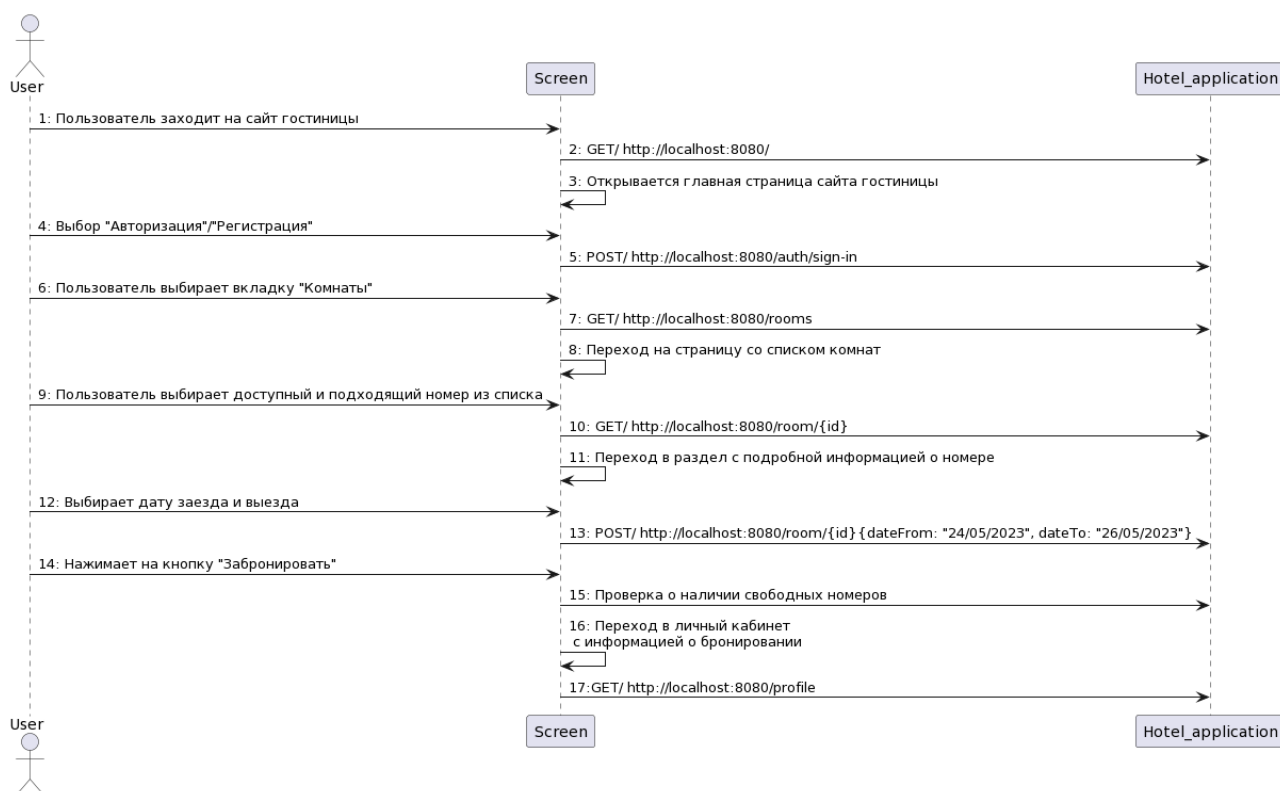 User
Screen
Hotel_application
1: Пользователь заходит на сайт гостиницы
2: GET/ http://localhost:8080/
3: Открывается главная страница сайта гостиницы
4: Выбор "Авторизация"/"Регистрация"
5: POST/ http://localhost:8080/auth/sign-in
6: Пользователь выбирает вкладку "Комнаты"
7: GET/ http://localhost:8080/rooms
8: Переход на страницу со списком комнат
9: Пользователь выбирает доступный и подходящий номер из списка
10: GET/ http://localhost:8080/room/{id}
11: Переход в раздел с подробной информацией о номере
12: Выбирает дату заезда и выезда
13: POST/ http://localhost:8080/room/{id} {dateFrom: "24/05/2023", dateTo: "26/05/2023"}
14: Нажимает на кнопку "Забронировать"
15: Проверка о наличии свободных номеров
16: Переход в личный кабинет
с информацией о бронировании
17:GET/ http://localhost:8080/profile
User
Screen
Hotel_application